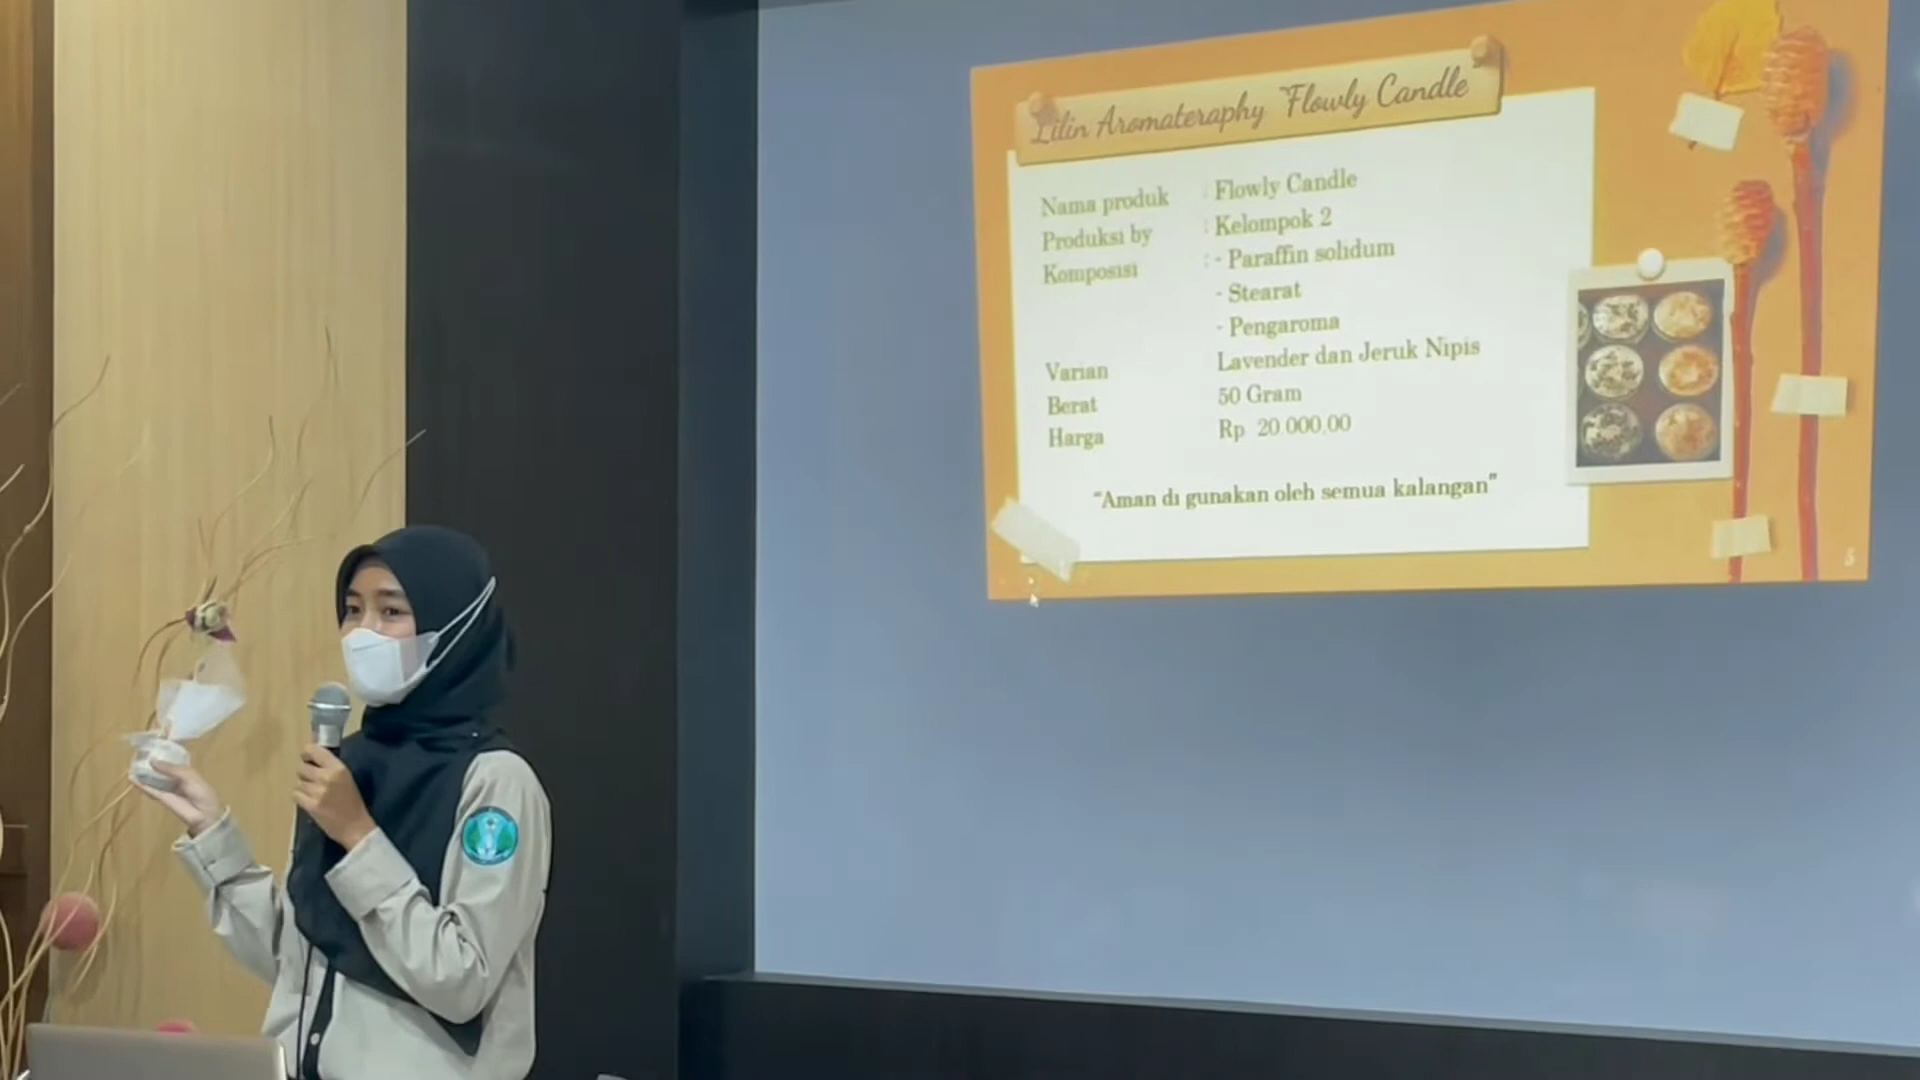 Lilin Aromateraphy "Flowly Candle
Nama produk : Flowly Candle
Produksi by : Kelompok 2
Komposisi : - Paraffin solidum
- Stearat
- Pengaroma
Varian Lavender dan Jeruk Nipis
Berat 50 Gram
Harga Rp 20.000,00
"Aman di gunakan oleh semua kalangan"
5